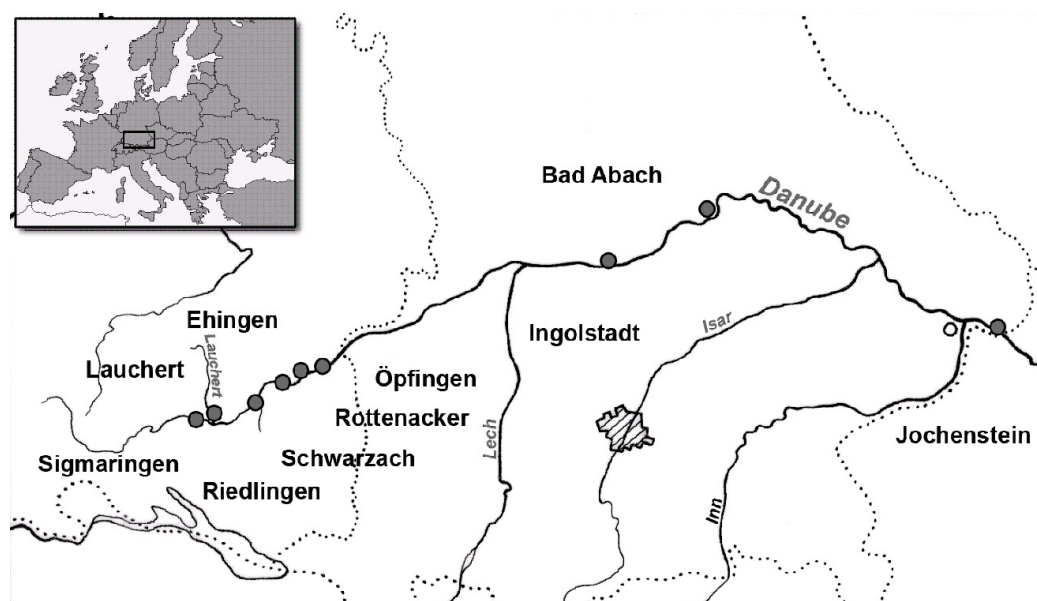 Bad Abach
Danube
Ehingen
Lauchert
Lauchert
Ingolstadt
Isar
Öpfingen
Rottenacker
Lech
Schwarzach
Jochenstein
Sigmaringen
Riedlingen
Inn